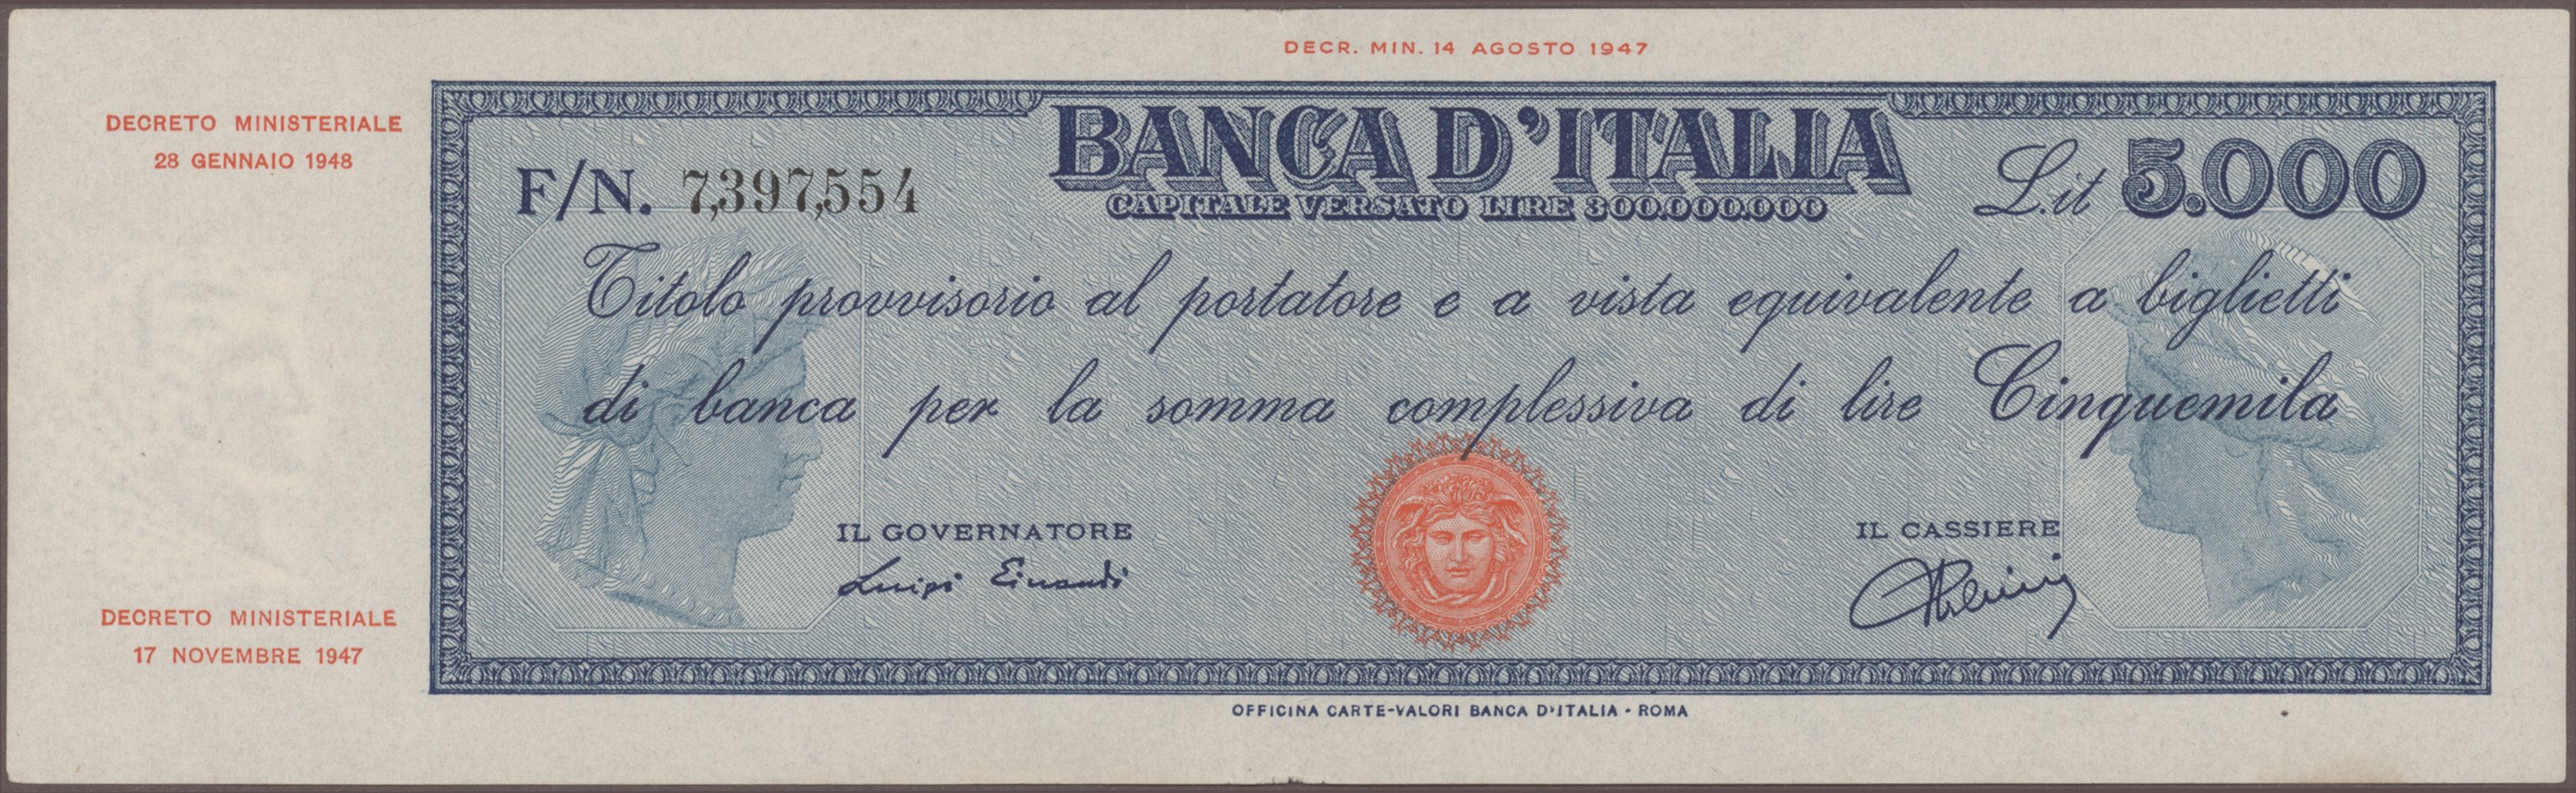 DECR. MIN. 14 AGOSTO 1947
DECRETO MINISTERIALE
28 GENNAIO 1948
BANCA D'ITALIA
CAPITALE VERSATO LIRE 300.000.000
F/N. 7,397,554
L.it 5.000
Titolo provvisorio al portatore e a vista equivalente a biglietti
di banca per la somma complessiva di lire Cinquemila
IL GOVERNATORE
Luigi Einaudi
IL CASSIERE
DECRETO MINISTERIALE
17 NOVEMBRE 1947
OFFICINA CARTE-VALORI BANCA D'ITALIA - ROMA